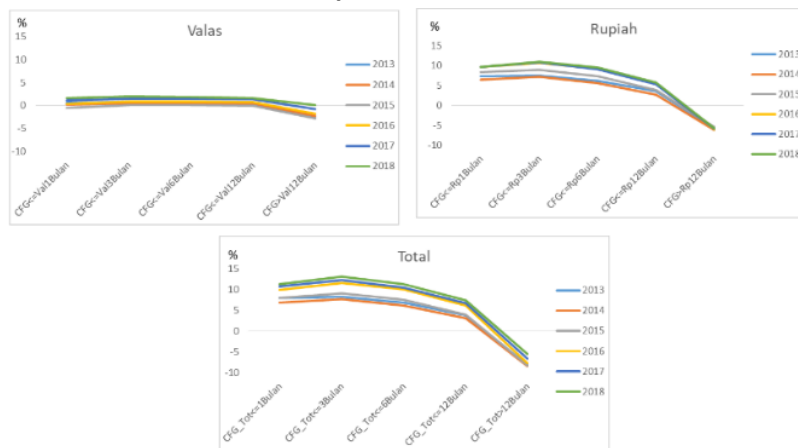 Valas
%
15
10
5
0
-5
-10
CFG<=Val1Bulan
CFG<=Val3Bulan
CFG<=Val6Bulan
CFG<=Val12Bulan
CFG>Val12Bulan
2013
2014
2015
2016
2017
2018
Rupiah
%
15
10
5
0
-5
-10
CFG<=Rp1Bulan
CFG<=Rp3Bulan
CFG<=Rp6Bulan
CFG<=Rp12Bulan
CFG>Rp12Bulan
2013
2014
2015
2016
2017
2018
Total
%
15
10
5
0
-5
-10
CFG_Tot<=1Bulan
CFG_Tot<=3Bulan
CFG_Tot<=6Bulan
CFG_Tot<=12Bulan
CFG_Tot>12Bulan
2013
2014
2015
2016
2017
2018